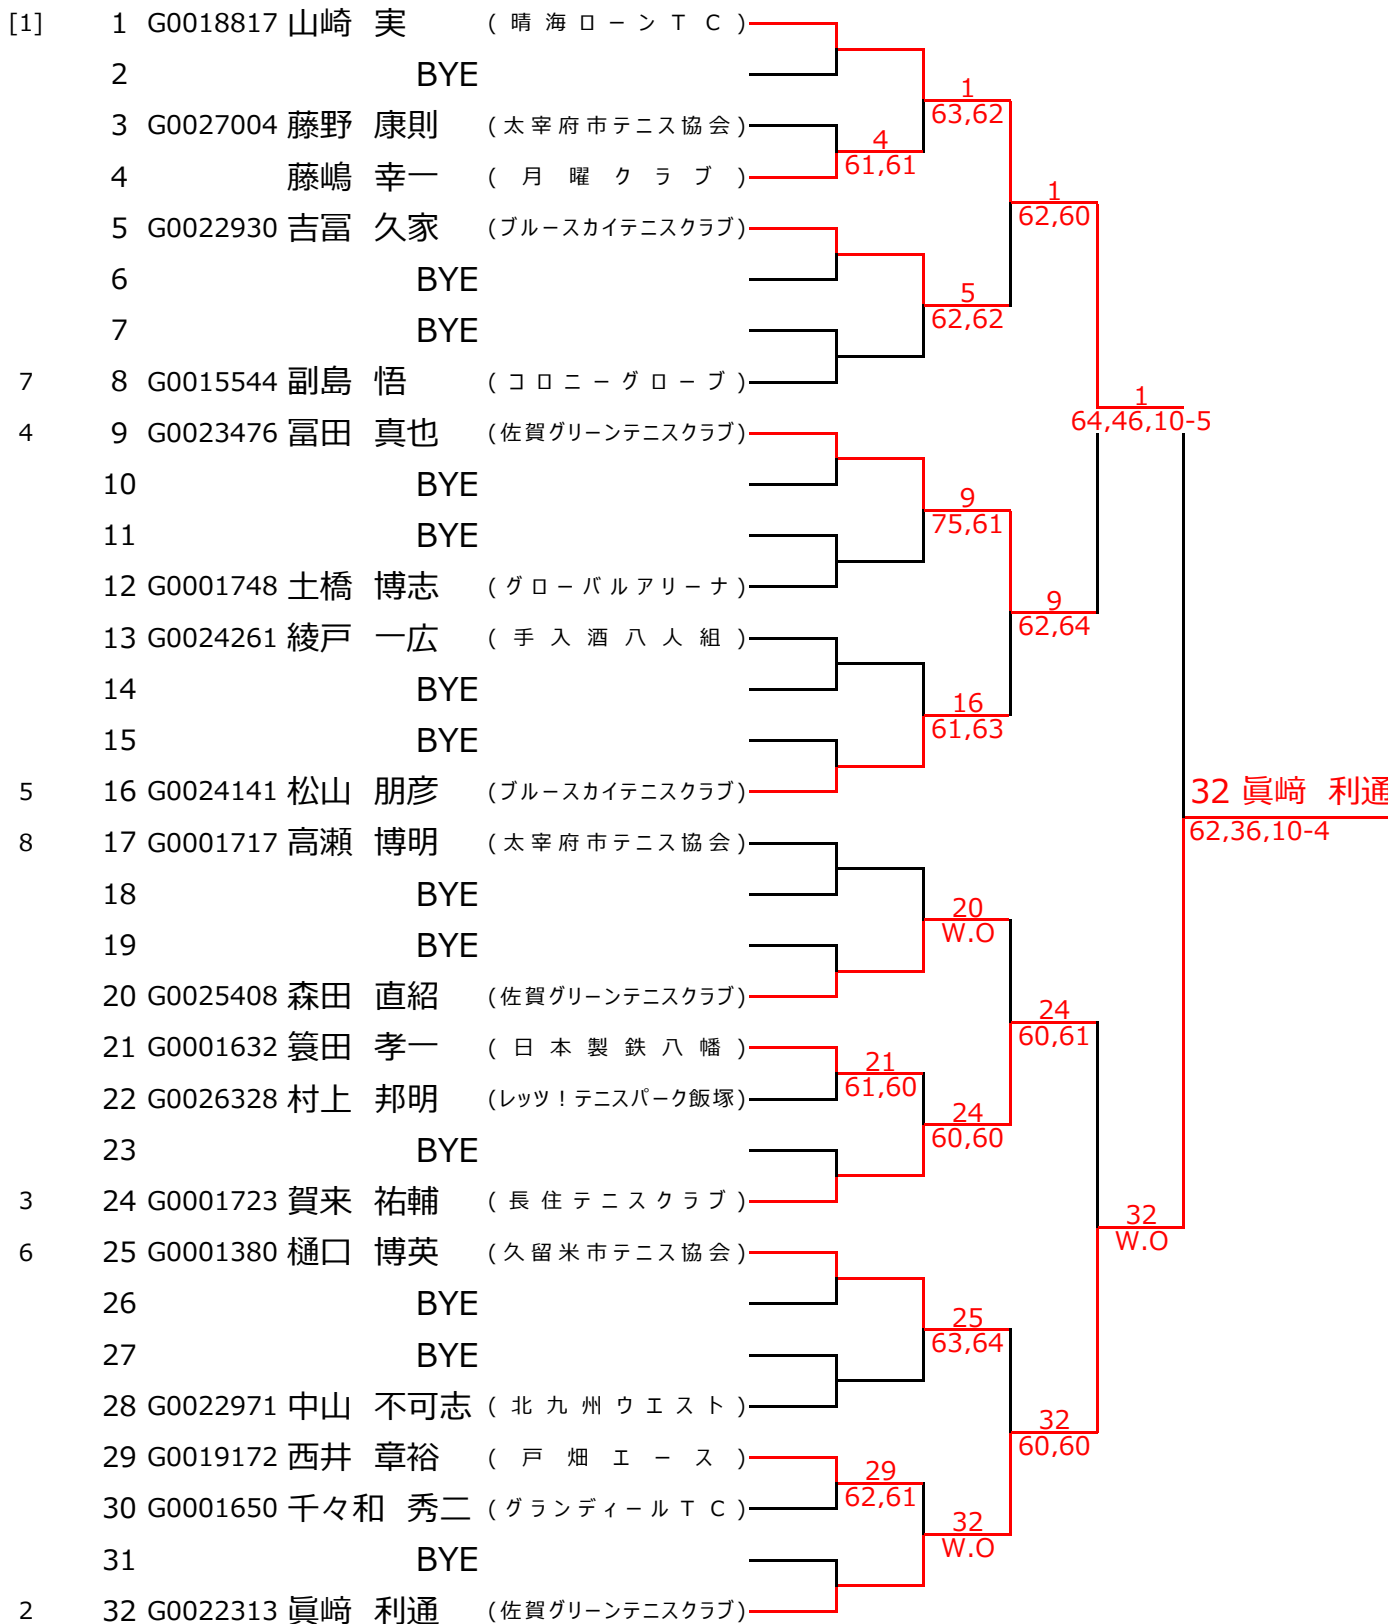 [1] 1 G0018817 山崎 実 (晴海ローンTC)
2 BYE
1
3 G0027004 藤野 康則 (太宰府市テニス協会)
63,62
4
61,61
4 藤嶋 幸一 (月曜クラブ)
1
62,60
5 G0022930 吉冨 久家 (ブルースカイテニスクラブ)
6 BYE
5
62,62
7 BYE
7 8 G0015544 副島 悟 (コロニーグローブ)
1
64,46,10-5
4 9 G0023476 冨田 真也 (佐賀グリーンテニスクラブ)
10 BYE
9
75,61
11 BYE
12 G0001748 土橋 博志 (グローバルアリーナ)
9
62,64
13 G0024261 綾戸 一広 (手入酒八人組)
14 BYE
16
61,63
15 BYE
5 16 G0024141 松山 朋彦 (ブルースカイテニスクラブ)
32 眞﨑 利通
62,36,10-4
8 17 G0001717 高瀬 博明 (太宰府市テニス協会)
18 BYE
20
W.O
19 BYE
20 G0025408 森田 直紹 (佐賀グリーンテニスクラブ)
24
60,61
21 G0001632 簑田 孝一 (日本製鉄八幡)
21
61,60
22 G0026328 村上 邦明 (レッツ!テニスパーク飯塚)
24
60,60
23 BYE
3 24 G0001723 賀来 祐輔 (長住テニスクラブ)
32
W.O
6 25 G0001380 樋口 博英 (久留米市テニス協会)
26 BYE
25
63,64
27 BYE
28 G0022971 中山 不可志 (北九州ウエスト)
32
60,60
29 G0019172 西井 章裕 (戸畑エース)
29
62,61
30 G0001650 千々和 秀二 (グランディールTC)
32
W.O
31 BYE
2 32 G0022313 眞﨑 利通 (佐賀グリーンテニスクラブ)